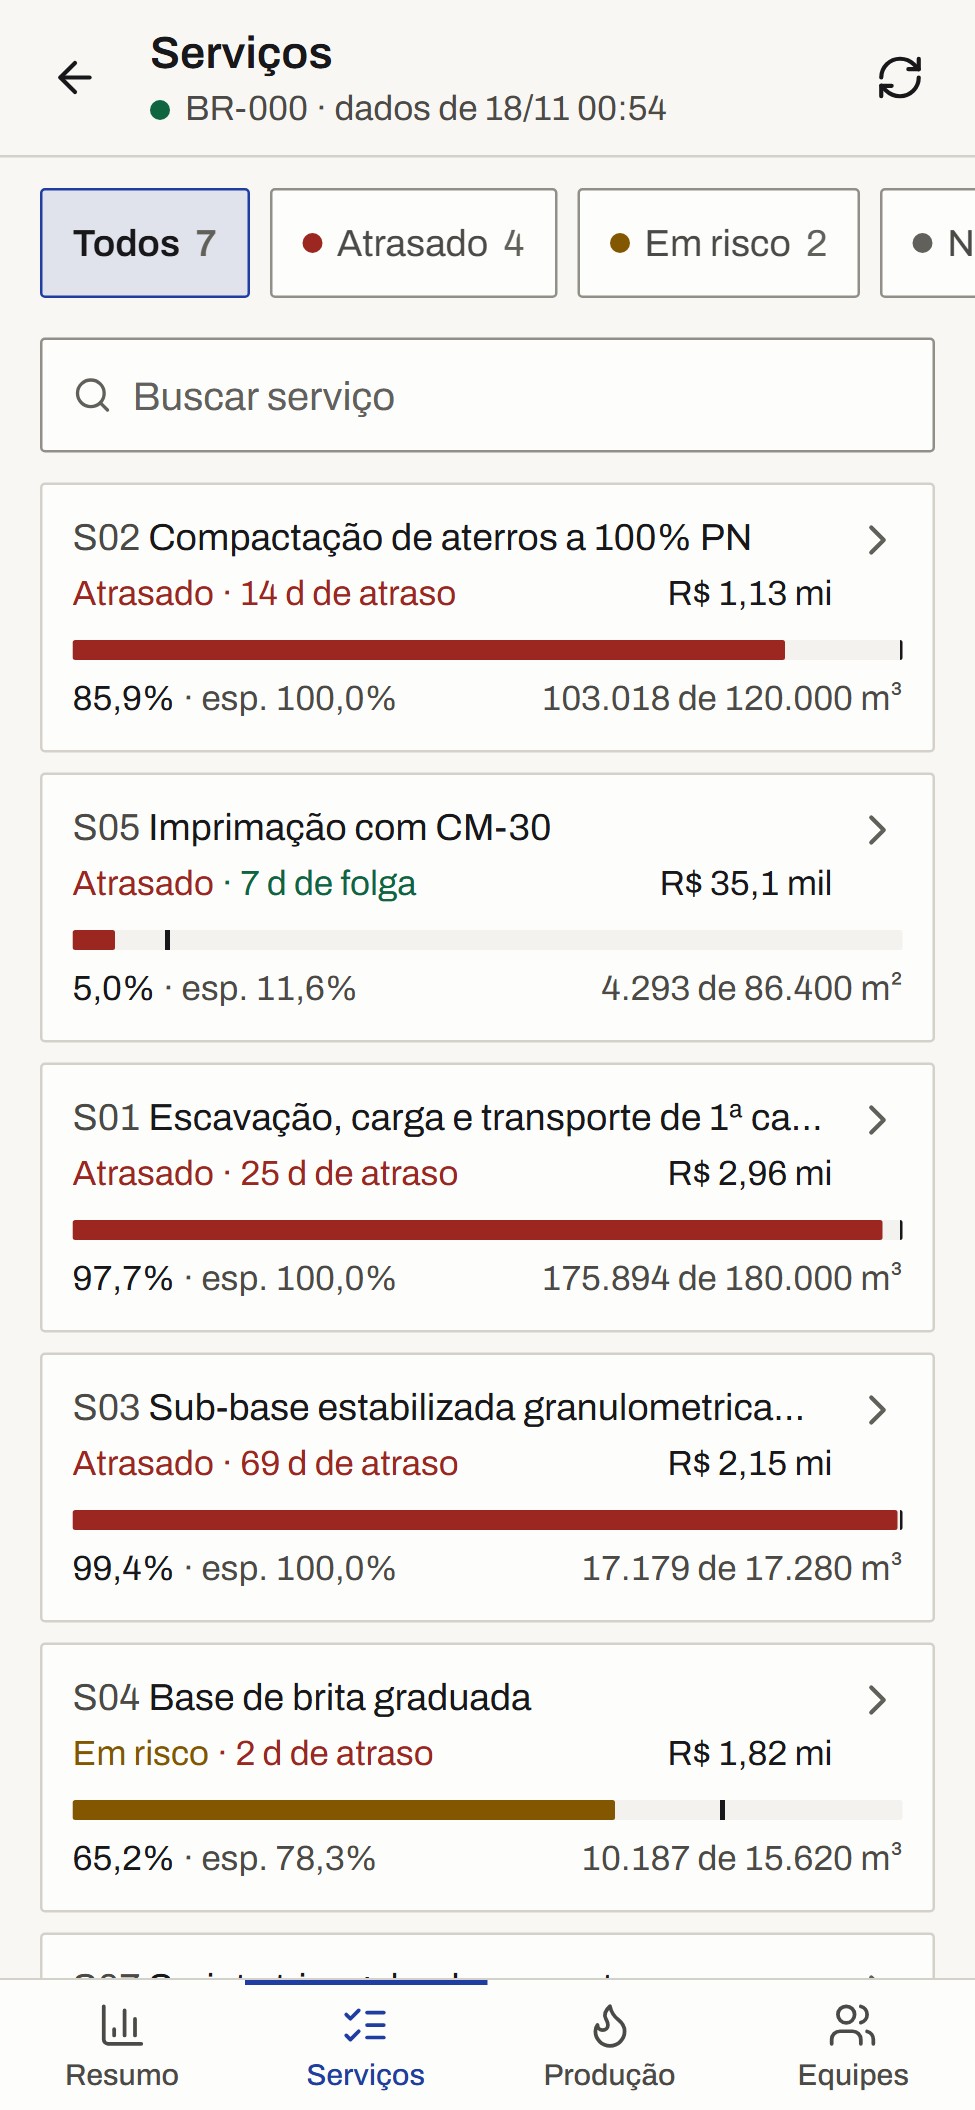 Serviços
BR-000 · dados de 18/11 00:54
Todos 7
Atrasado 4
Em risco 2
N
Buscar serviço
S02 Compactação de aterros a 100% PN
Atrasado · 14 d de atraso R$ 1,13 mi
85,9% · esp. 100,0% 103.018 de 120.000 m³
S05 Imprimação com CM-30
Atrasado · 7 d de folga R$ 35,1 mil
5,0% · esp. 11,6% 4.293 de 86.400 m²
S01 Escavação, carga e transporte de 1ª ca...
Atrasado · 25 d de atraso R$ 2,96 mi
97,7% · esp. 100,0% 175.894 de 180.000 m³
S03 Sub-base estabilizada granulometrica...
Atrasado · 69 d de atraso R$ 2,15 mi
99,4% · esp. 100,0% 17.179 de 17.280 m³
S04 Base de brita graduada
Em risco · 2 d de atraso R$ 1,82 mi
65,2% · esp. 78,3% 10.187 de 15.620 m³
Resumo
Serviços
Produção
Equipes